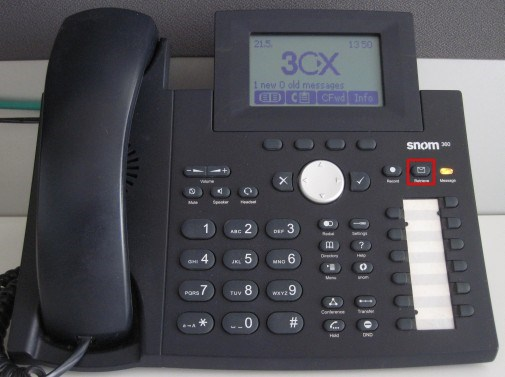 21.5. 13:50
3CX
1 new 0 old messages
CFwd Info
snom 360
Volume
Record Retrieve Message
Mute Speaker Headset
1 ABC 2 DEF 3
GHI 4 JKL 5 MNO 6
PQRS 7 TUV 8 WXYZ 9
* 0 #
Redial Settings
Directory Help
Menu snom
Conference Transfer
Hold DND